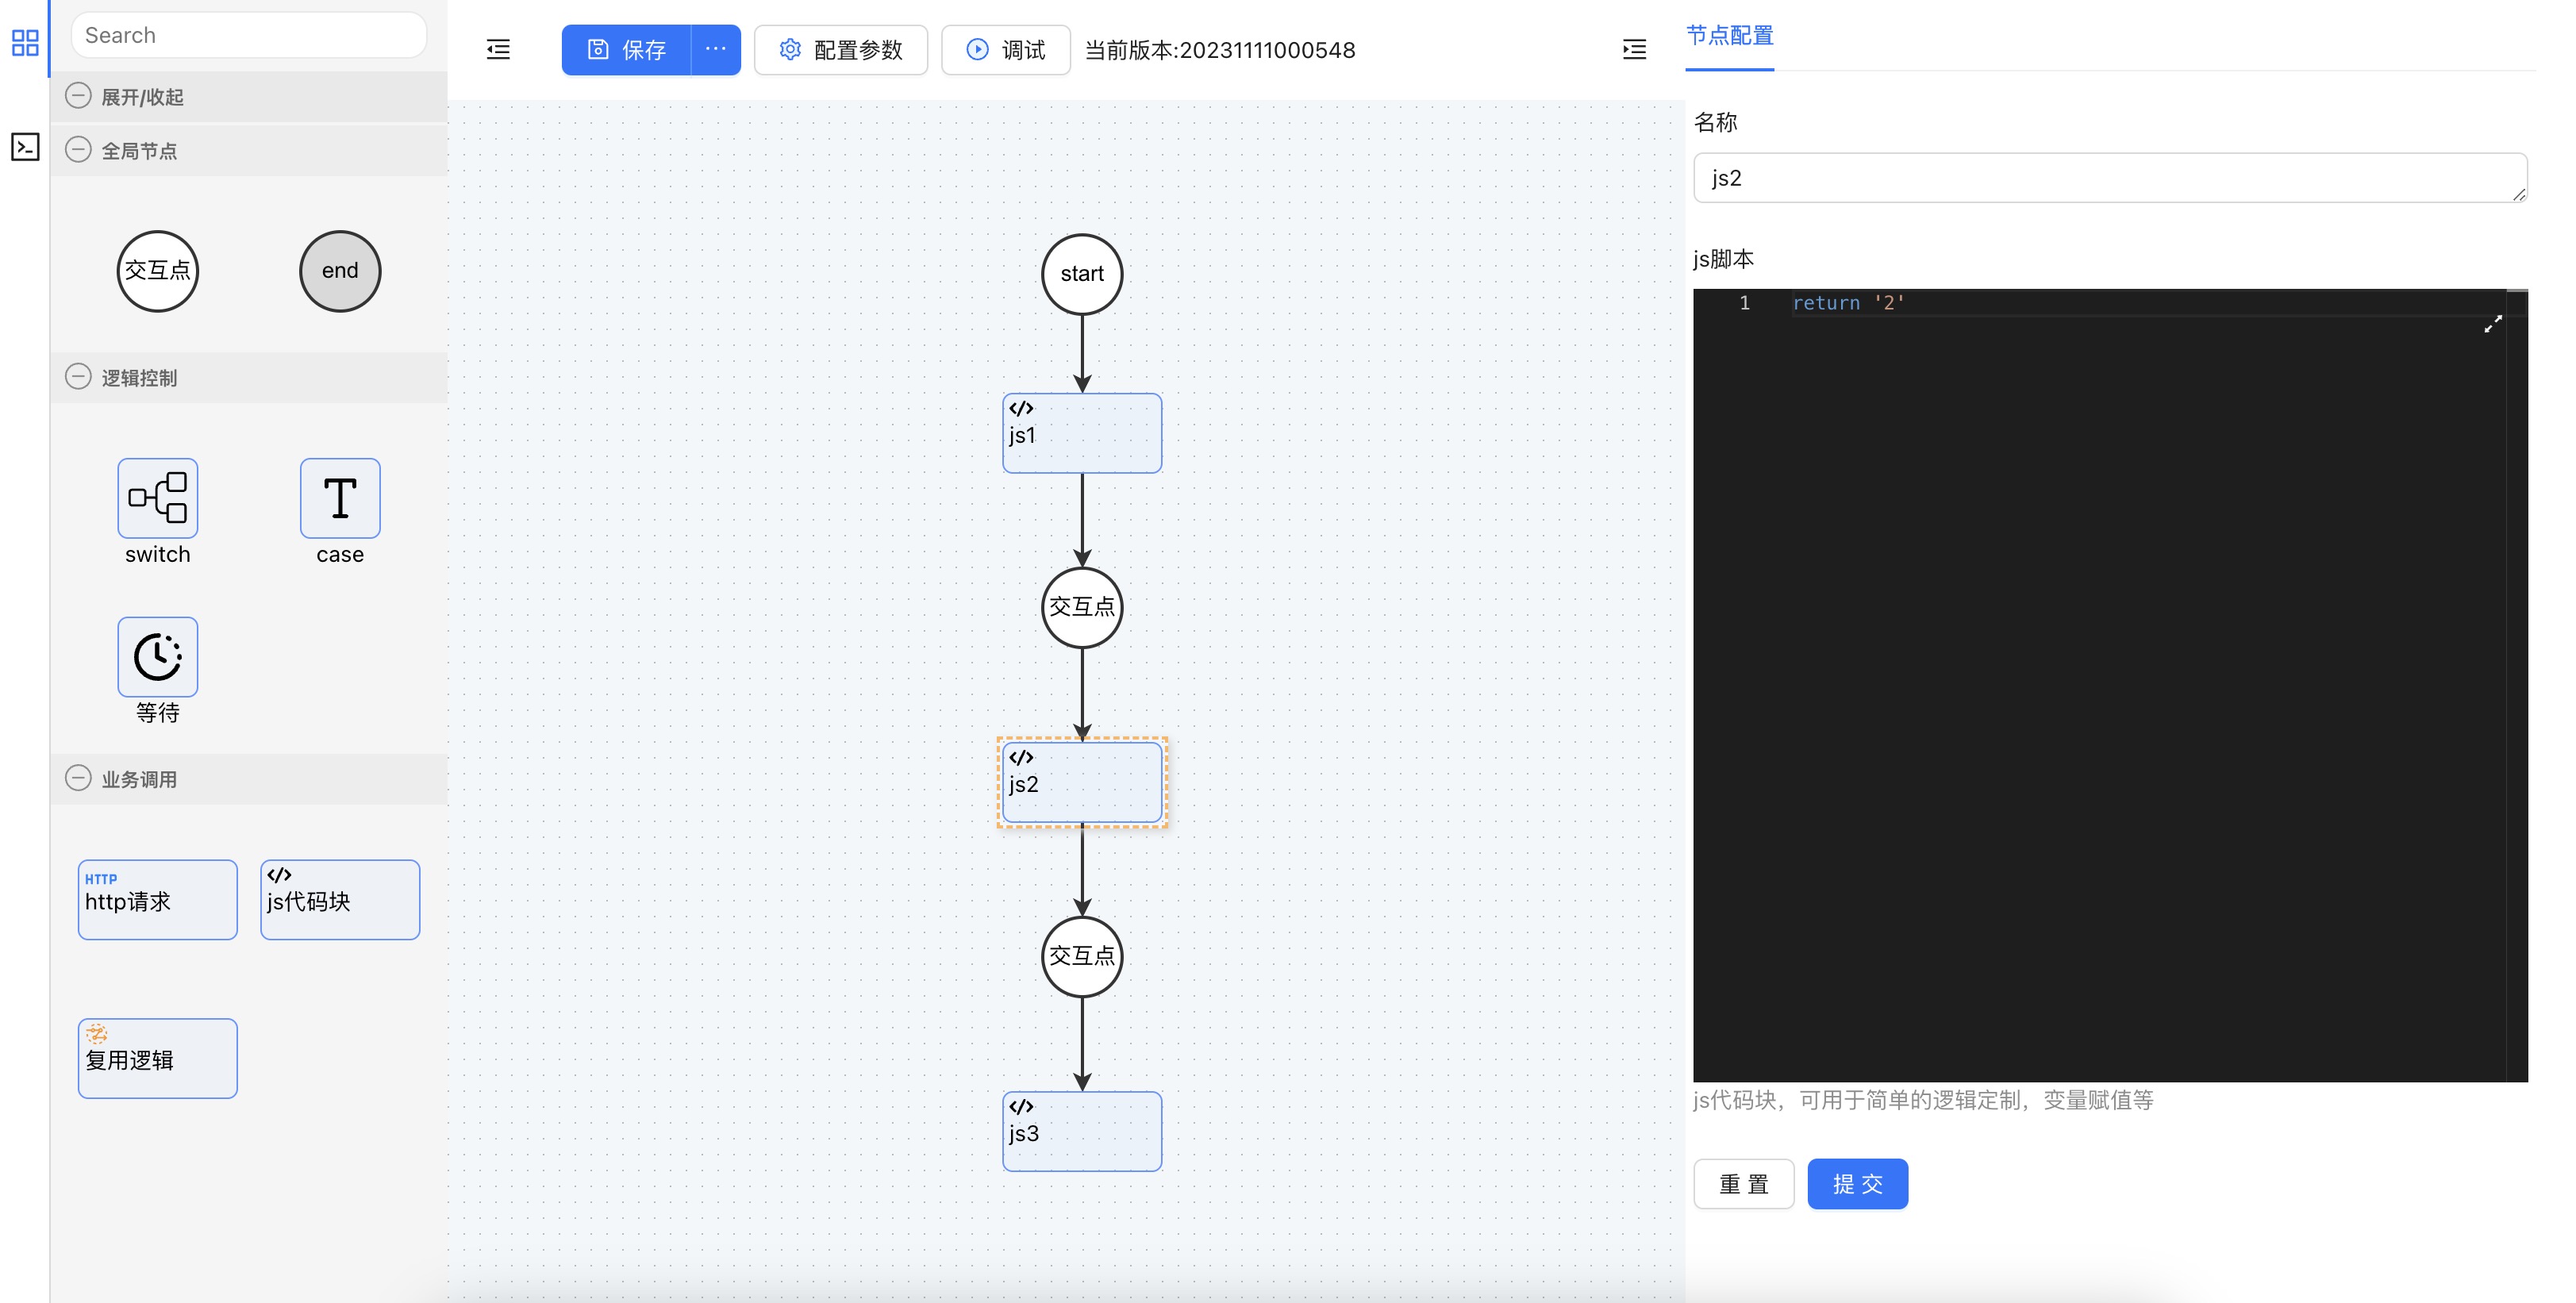 Search
展开/收起
全局节点
交互点
end
逻辑控制
switch
case
等待
业务调用
HTTP
http请求
</>
js代码块
复用逻辑
保存
···
配置参数
调试
当前版本:20231111000548
start
</>
js1
交互点
</>
js2
交互点
</>
js3
节点配置
名称
js2
js脚本
1 return '2'
js代码块，可用于简单的逻辑定制，变量赋值等
重 置
提 交